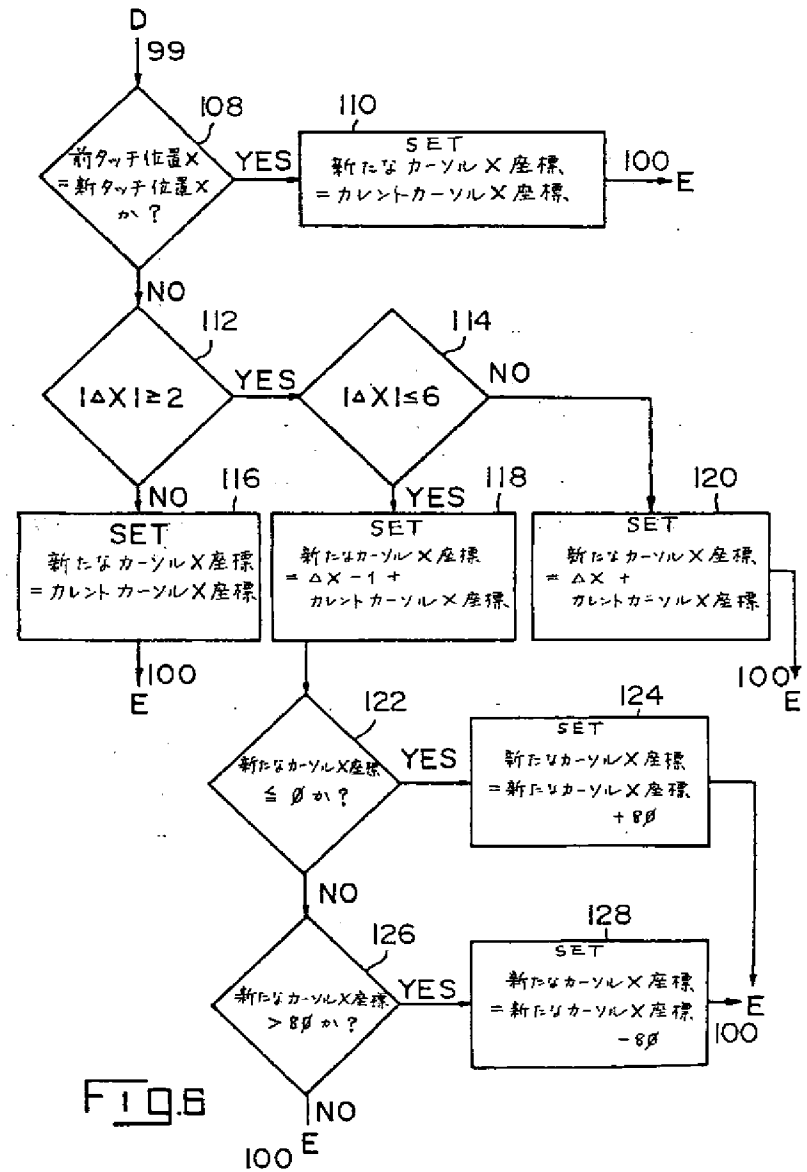 D
99
108
前タッチ位置X
=新タッチ位置X
か?
YES
110
SET
新たなカーソルX座標
=カレントカーソルX座標
100
E
NO
112
|ΔX|≥2
YES
114
|ΔX|≤6
NO
NO
116
SET
新たなカーソルX座標
=カレントカーソルX座標
100
E
YES
118
SET
新たなカーソルX座標
=ΔX-1+
カレントカーソルX座標
120
SET
新たなカーソルX座標
=ΔX+
カレントカーソルX座標
100
E
122
新たなカーソルX座標
≦Øか?
YES
124
SET
新たなカーソルX座標
=新たなカーソルX座標
+8Ø
NO
126
新たなカーソルX座標
>8Øか?
YES
128
SET
新たなカーソルX座標
=新たなカーソルX座標
-8Ø
100
E
NO
100
E
Fig.6